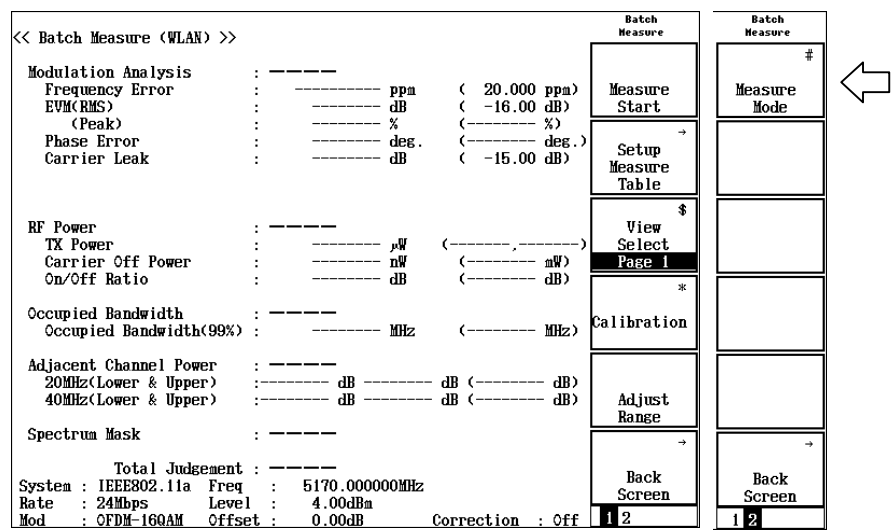 << Batch Measure (WLAN) >>
Modulation Analysis : ----
Frequency Error : ---------- ppm ( 20.000 ppm)
EVM(RMS) : -------- dB ( -16.00 dB)
(Peak) : -------- % (-------- %)
Phase Error : -------- deg. (-------- deg.)
Carrier Leak : -------- dB ( -15.00 dB)
RF Power : ----
TX Power : -------- μW (-------,-------)
Carrier Off Power : -------- nW (-------- mW)
On/Off Ratio : -------- dB (-------- dB)
Occupied Bandwidth : ----
Occupied Bandwidth(99%) : -------- MHz (-------- MHz)
Adjacent Channel Power : ----
20MHz(Lower & Upper) :-------- dB -------- dB (-------- dB)
40MHz(Lower & Upper) :-------- dB -------- dB (-------- dB)
Spectrum Mask : ----
Total Judgement : ----
System : IEEE802.11a Freq : 5170.000000MHz
Rate : 24Mbps Level : 4.00dBm
Mod : OFDM-16QAM Offset : 0.00dB Correction : Off
Batch
Measure
Measure
Start
→
Setup
Measure
Table
$
View
Select
Page 1
*
Calibration
Adjust
Range
→
Back
Screen
1 2
Batch
Measure
#
Measure
Mode
→
Back
Screen
1 2